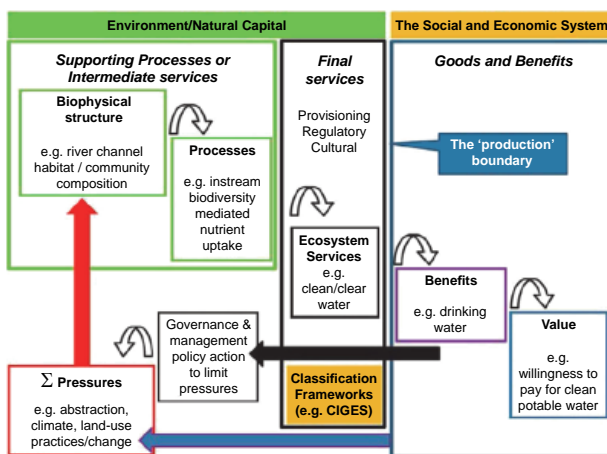 Environment/Natural Capital
The Social and Economic System
Supporting Processes or
Intermediate services
Final
services
Goods and Benefits
Biophysical
structure
e.g. river channel
habitat / community
composition
Processes
e.g. instream
biodiversity
mediated
nutrient
uptake
Provisioning
Regulatory
Cultural
The ‘production’
boundary
Ecosystem
Services
e.g.
clean/clear
water
Benefits
e.g. drinking
water
Value
e.g.
willingness to
pay for clean
potable water
Governance &
management
policy action
to limit
pressures
Σ Pressures
e.g. abstraction,
climate, land-use
practices/change
Classification
Frameworks
(e.g. CIGES)